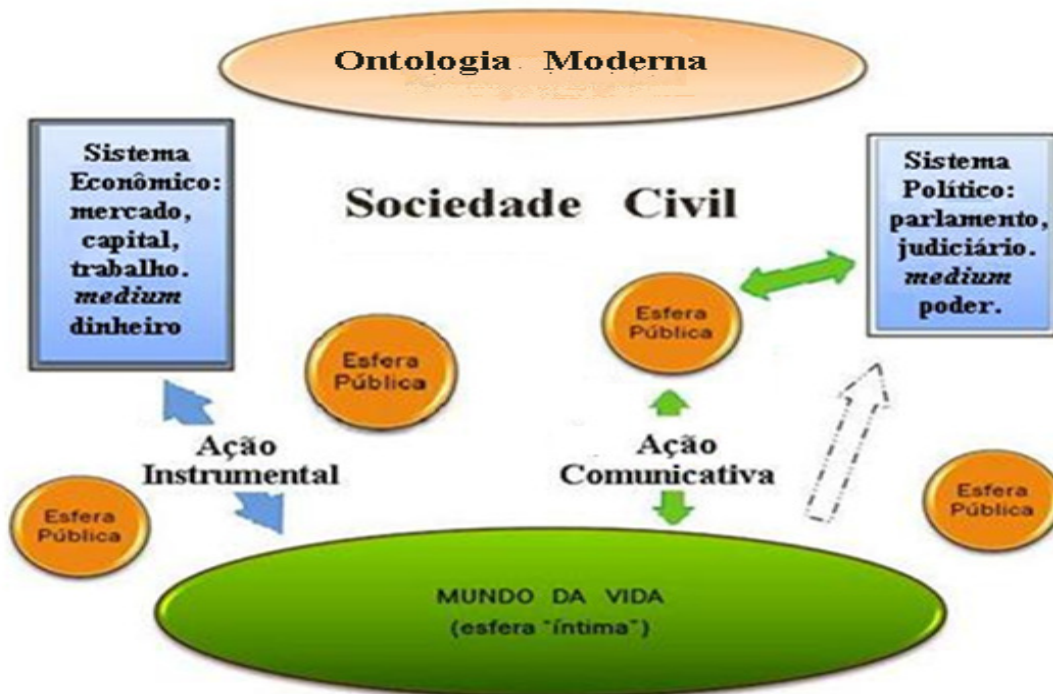 Ontologia Moderna
Sistema
Econômico:
mercado,
capital,
trabalho.
medium
dinheiro
Sociedade Civil
Sistema
Político:
parlamento,
judiciário.
medium
poder.
Esfera
Pública
Esfera
Pública
Ação
Instrumental
Ação
Comunicativa
Esfera
Pública
Esfera
Pública
MUNDO DA VIDA
(esfera "íntima")